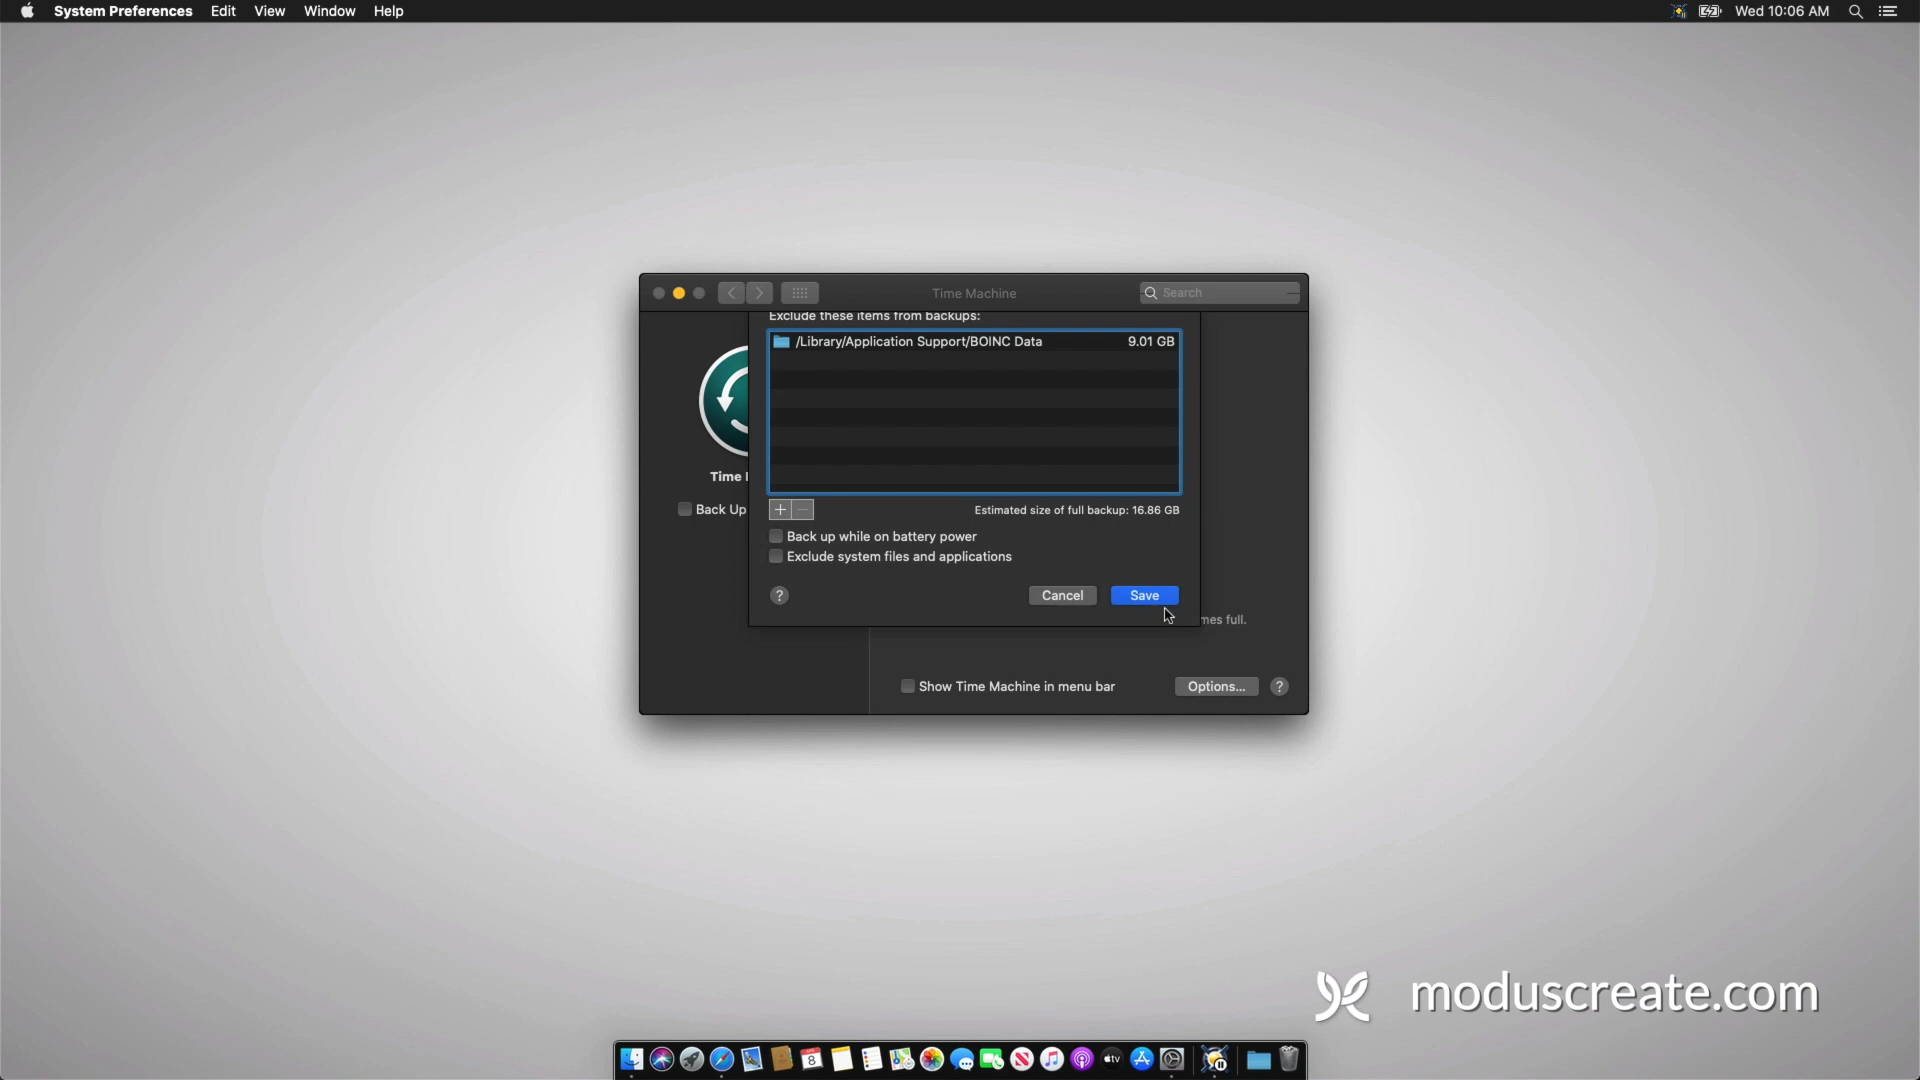 System Preferences Edit View Window Help
Wed 10:06 AM
Time Machine
Search
Exclude these items from backups:
/Library/Application Support/BOINC Data 9.01 GB
Time
Back Up
Estimated size of full backup: 16.86 GB
Back up while on battery power
Exclude system files and applications
? Cancel Save
mes full.
Show Time Machine in menu bar Options... ?
moduscreate.com
8
tv